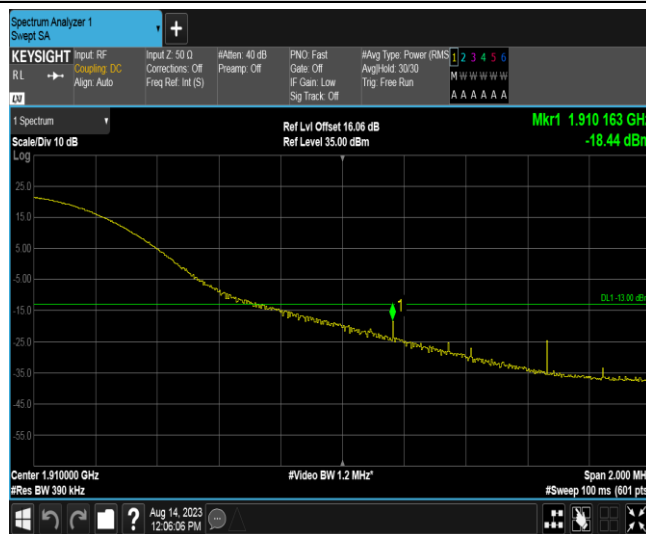 Spectrum Analyzer 1
Swept SA
+
KEYSIGHT
RL
LXI
Input: RF
Coupling: DC
Align: Auto
Input Z: 50 Ω
Corrections: Off
Freq Ref: Int (S)
#Atten: 40 dB
Preamp: Off
PNO: Fast
Gate: Off
IF Gain: Low
Sig Track: Off
#Avg Type: Power (RMS
Avg|Hold: 30/30
Trig: Free Run
1 2 3 4 5 6
M W W W W W
A A A A A A
1 Spectrum
Scale/Div 10 dB
Log
Ref Lvl Offset 16.06 dB
Ref Level 35.00 dBm
Mkr1 1.910 163 GHz
-18.44 dBm
25.0
15.0
5.00
-5.00
-15.0
-25.0
-35.0
-45.0
-55.0
DL1 -13.00 dBm
1
Center 1.910000 GHz
#Res BW 390 kHz
#Video BW 1.2 MHz*
Span 2.000 MHz
#Sweep 100 ms (601 pts
?
Aug 14, 2023
12:06:06 PM